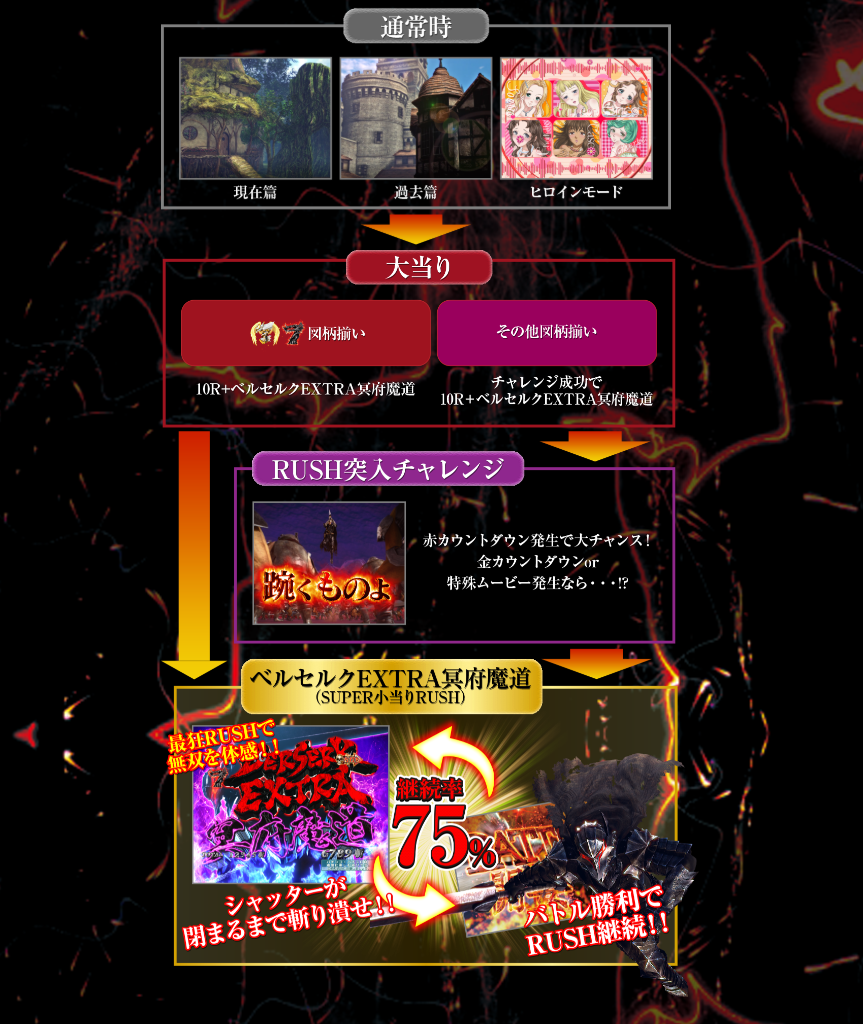 通常時
現在篇
過去篇
ヒロインモード
大当り
7図柄揃い
その他図柄揃い
10R+ベルセルクEXTRA冥府魔道
チャレンジ成功で
10R+ベルセルクEXTRA冥府魔道
RUSH突入チャレンジ
踠くものよ
赤カウントダウン発生で大チャンス!
金カウントダウンor
特殊ムービー発生なら・・・!?
ベルセルクEXTRA冥府魔道
(SUPER小当りRUSH)
最狂RUSHで
無双を体感!!
BERSERK
EXTRA
冥府魔道
継続率
75%
シャッターが
閉まるまで斬り潰せ!!
バトル勝利で
RUSH継続!!